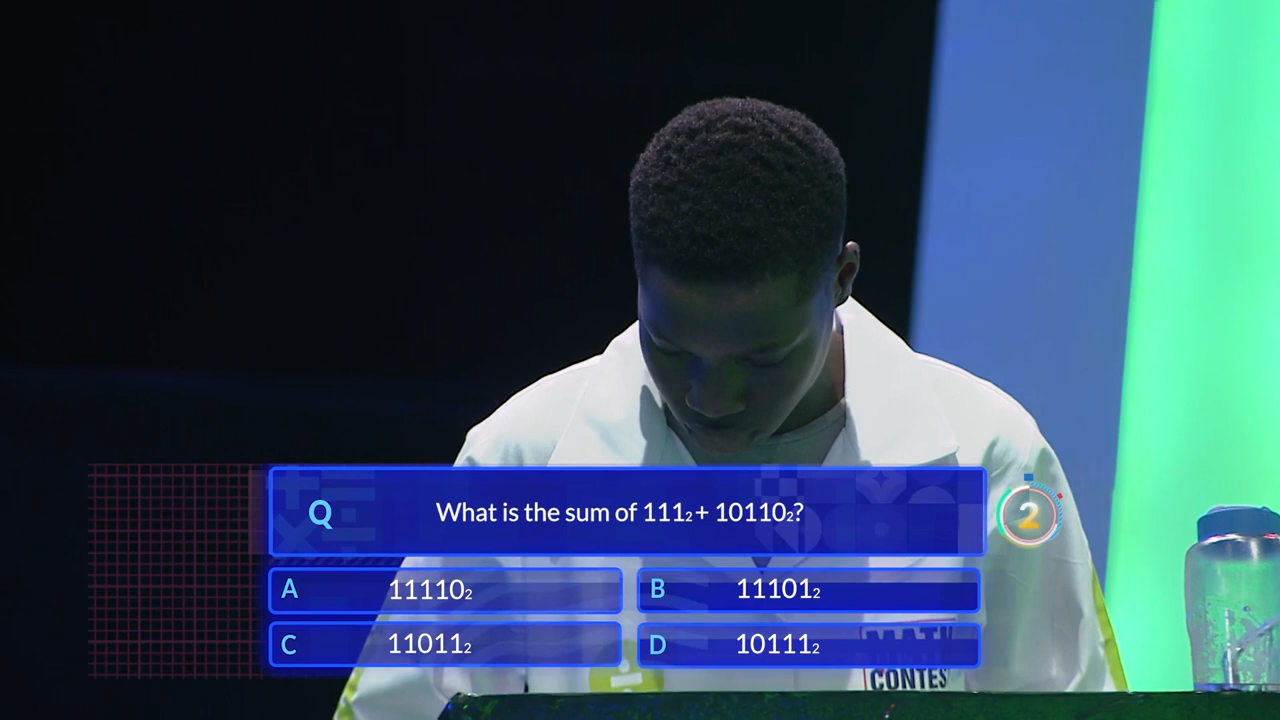 Q What is the sum of 111₂+ 10110₂?
2
A 11110₂
B 11101₂
C 11011₂
D 10111₂
CONTES